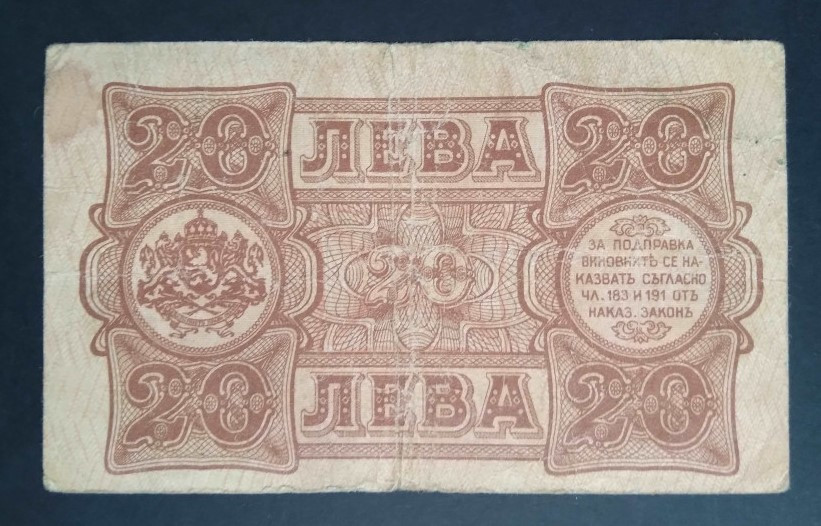 20 ЛЕВА 20
ЗА ПОДПРАВКА
ВИНОВНИТѢ СЕ НА-
КАЗВАТЪ СЪГЛАСНО
ЧЛ. 183 И 191 ОТЪ
НАКАЗ. ЗАКОНЪ
20
20 ЛЕВА 20